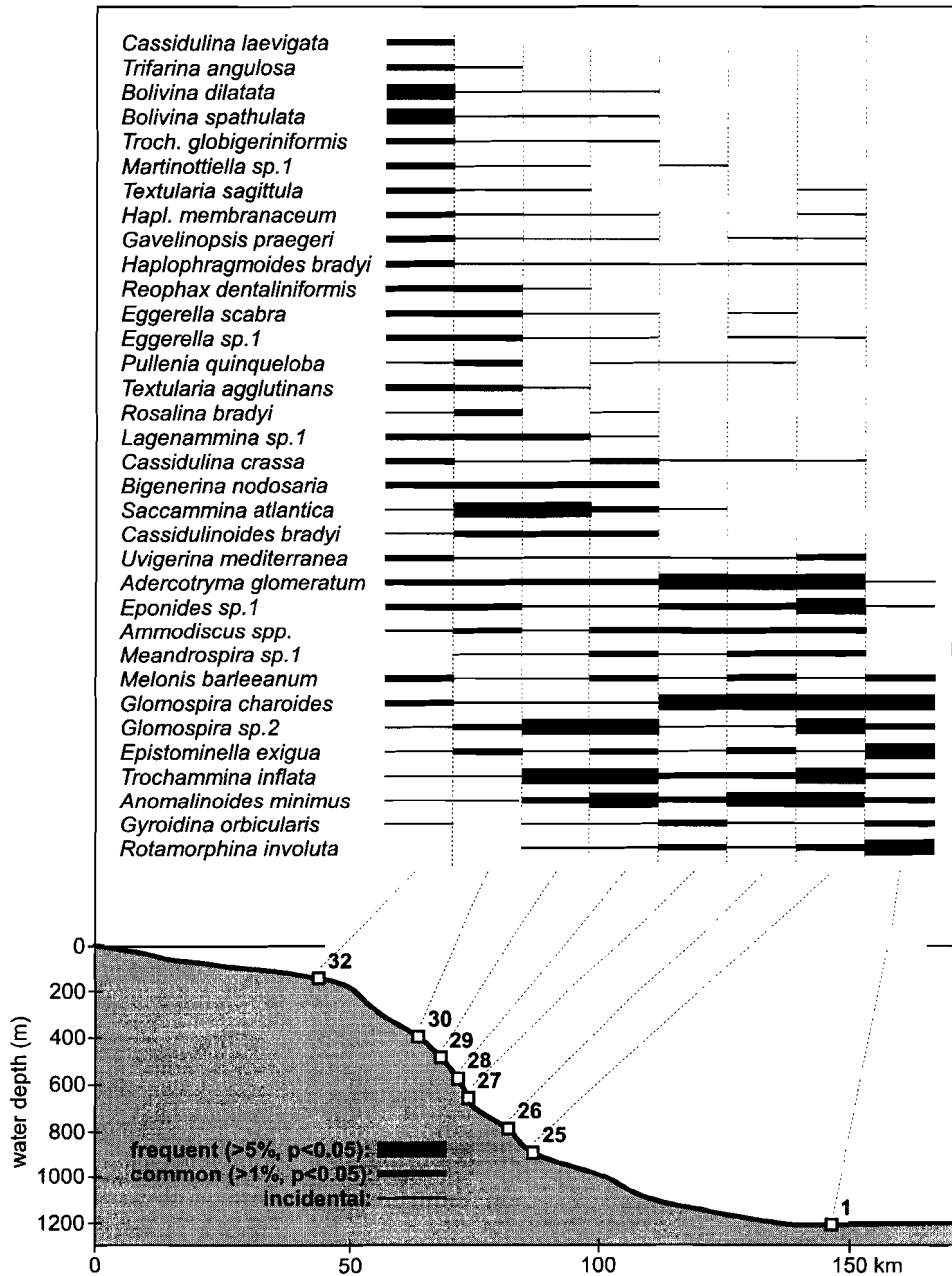 Cassidulina laevigata
Trifarina angulosa
Bolivina dilatata
Bolivina spathulata
Troch. globigeriniformis
Martinottiella sp.1
Textularia sagittula
Hapl. membranaceum
Gavelinopsis praegeri
Haplophragmoides bradyi
Reophax dentaliniformis
Eggerella scabra
Eggerella sp.1
Pullenia quinqueloba
Textularia agglutinans
Rosalina bradyi
Lagenammina sp.1
Cassidulina crassa
Bigenerina nodosaria
Saccammina atlantica
Cassidulinoides bradyi
Uvigerina mediterranea
Adercotryma glomeratum
Eponides sp.1
Ammodiscus spp.
Meandrospira sp.1
Melonis barleeanum
Glomospira charoides
Glomospira sp.2
Epistominella exigua
Trochammina inflata
Anomalinoides minimus
Gyroidina orbicularis
Rotamorphina involuta
water depth (m)
0
200
400
600
800
1000
1200
32
30
29
28
27
26
25
1
frequent (>5%, p<0.05):
common (>1%, p<0.05):
incidental:
0
50
100
150 km